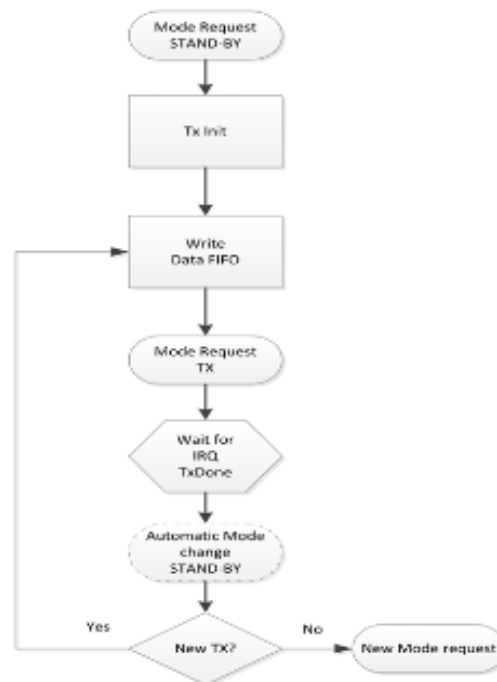 Mode Request
STAND-BY
Tx Init
Write
Data FIFO
Mode Request
TX
Wait for
IRQ
TxDone
Automatic Mode
change
STAND-BY
Yes
New TX?
No
New Mode request